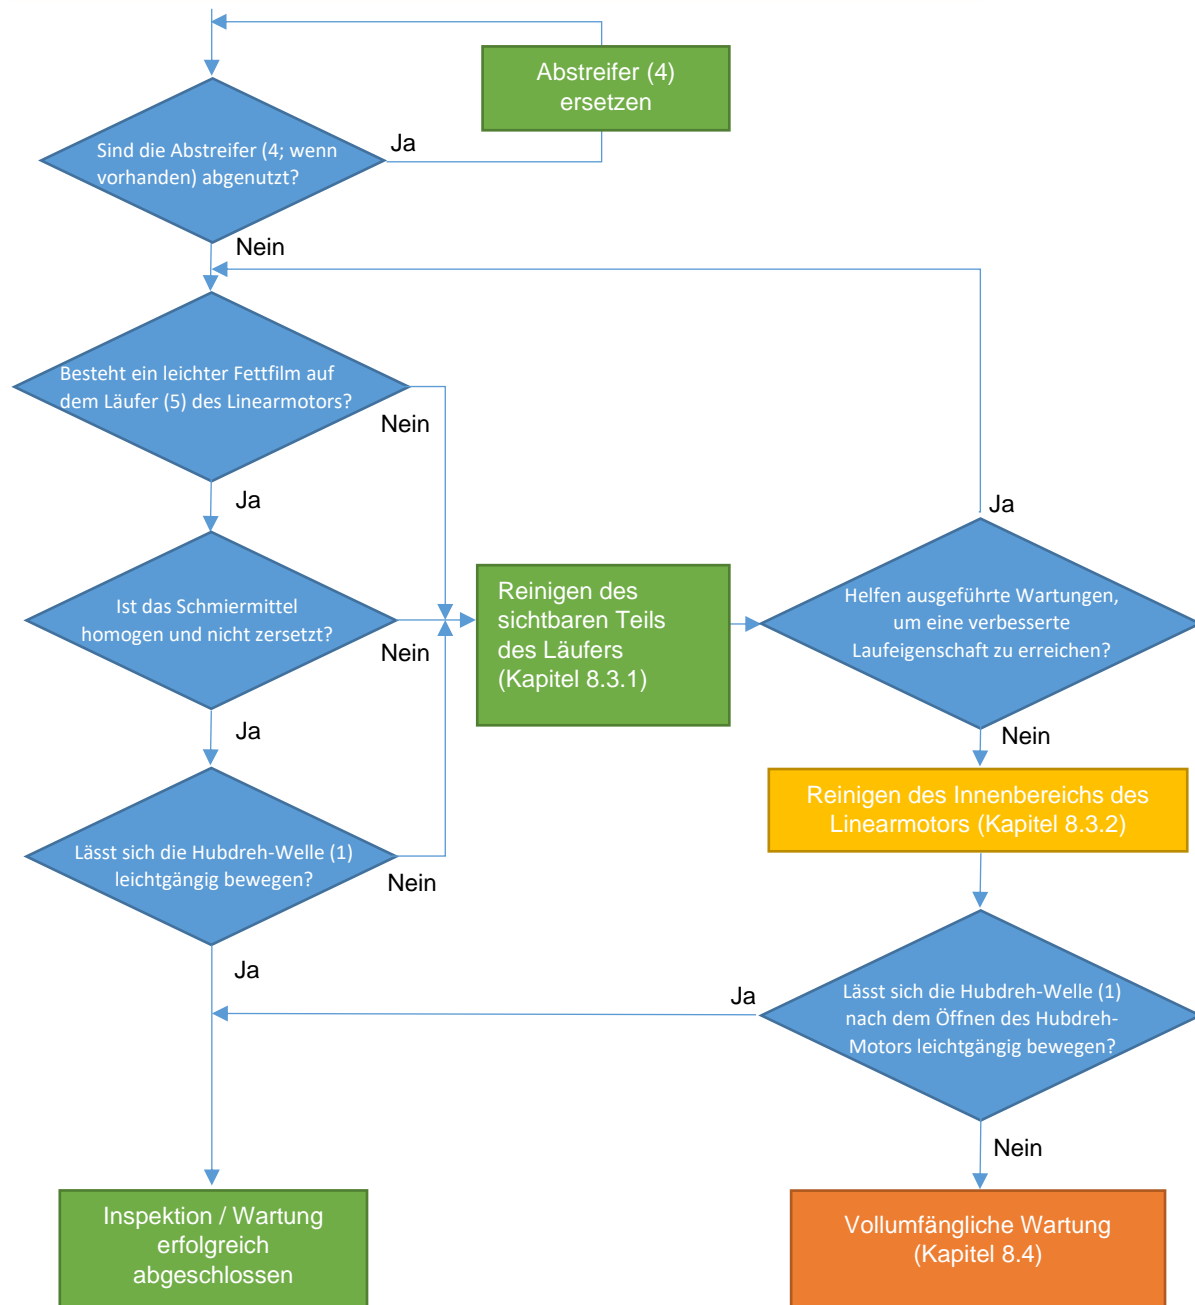 Abstreifer (4)
ersetzen
Ja
Sind die Abstreifer (4; wenn
vorhanden) abgenutzt?
Nein
Besteht ein leichter Fettfilm auf
dem Läufer (5) des Linearmotors?
Nein
Ja
Ist das Schmiermittel
homogen und nicht zersetzt?
Nein
Ja
Lässt sich die Hubdreh-Welle (1)
leichtgängig bewegen?
Nein
Ja
Reinigen des
sichtbaren Teils
des Läufers
(Kapitel 8.3.1)
Ja
Helfen ausgeführte Wartungen,
um eine verbesserte
Laufeigenschaft zu erreichen?
Nein
Reinigen des Innenbereichs des
Linearmotors (Kapitel 8.3.2)
Ja
Lässt sich die Hubdreh-Welle (1)
nach dem Öffnen des Hubdreh-
Motors leichtgängig bewegen?
Nein
Inspektion / Wartung
erfolgreich
abgeschlossen
Vollumfängliche Wartung
(Kapitel 8.4)